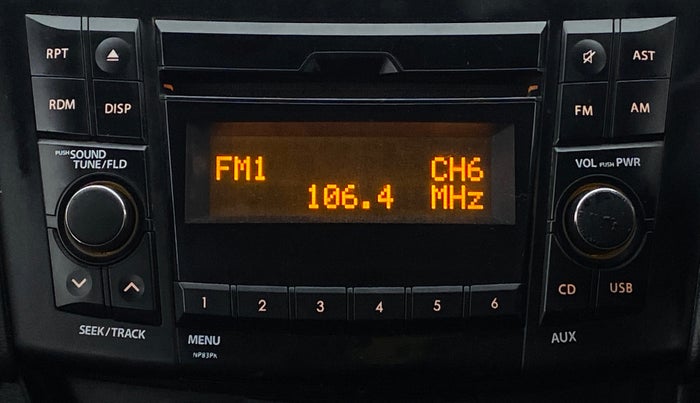 RPT
AST
RDM DISP
FM AM
PUSH SOUND
TUNE/FLD
VOL PUSH PWR
FM1 CH6
106.4 MHz
CD USB
1 2 3 4 5 6
SEEK/TRACK
MENU
AUX
NP83PK